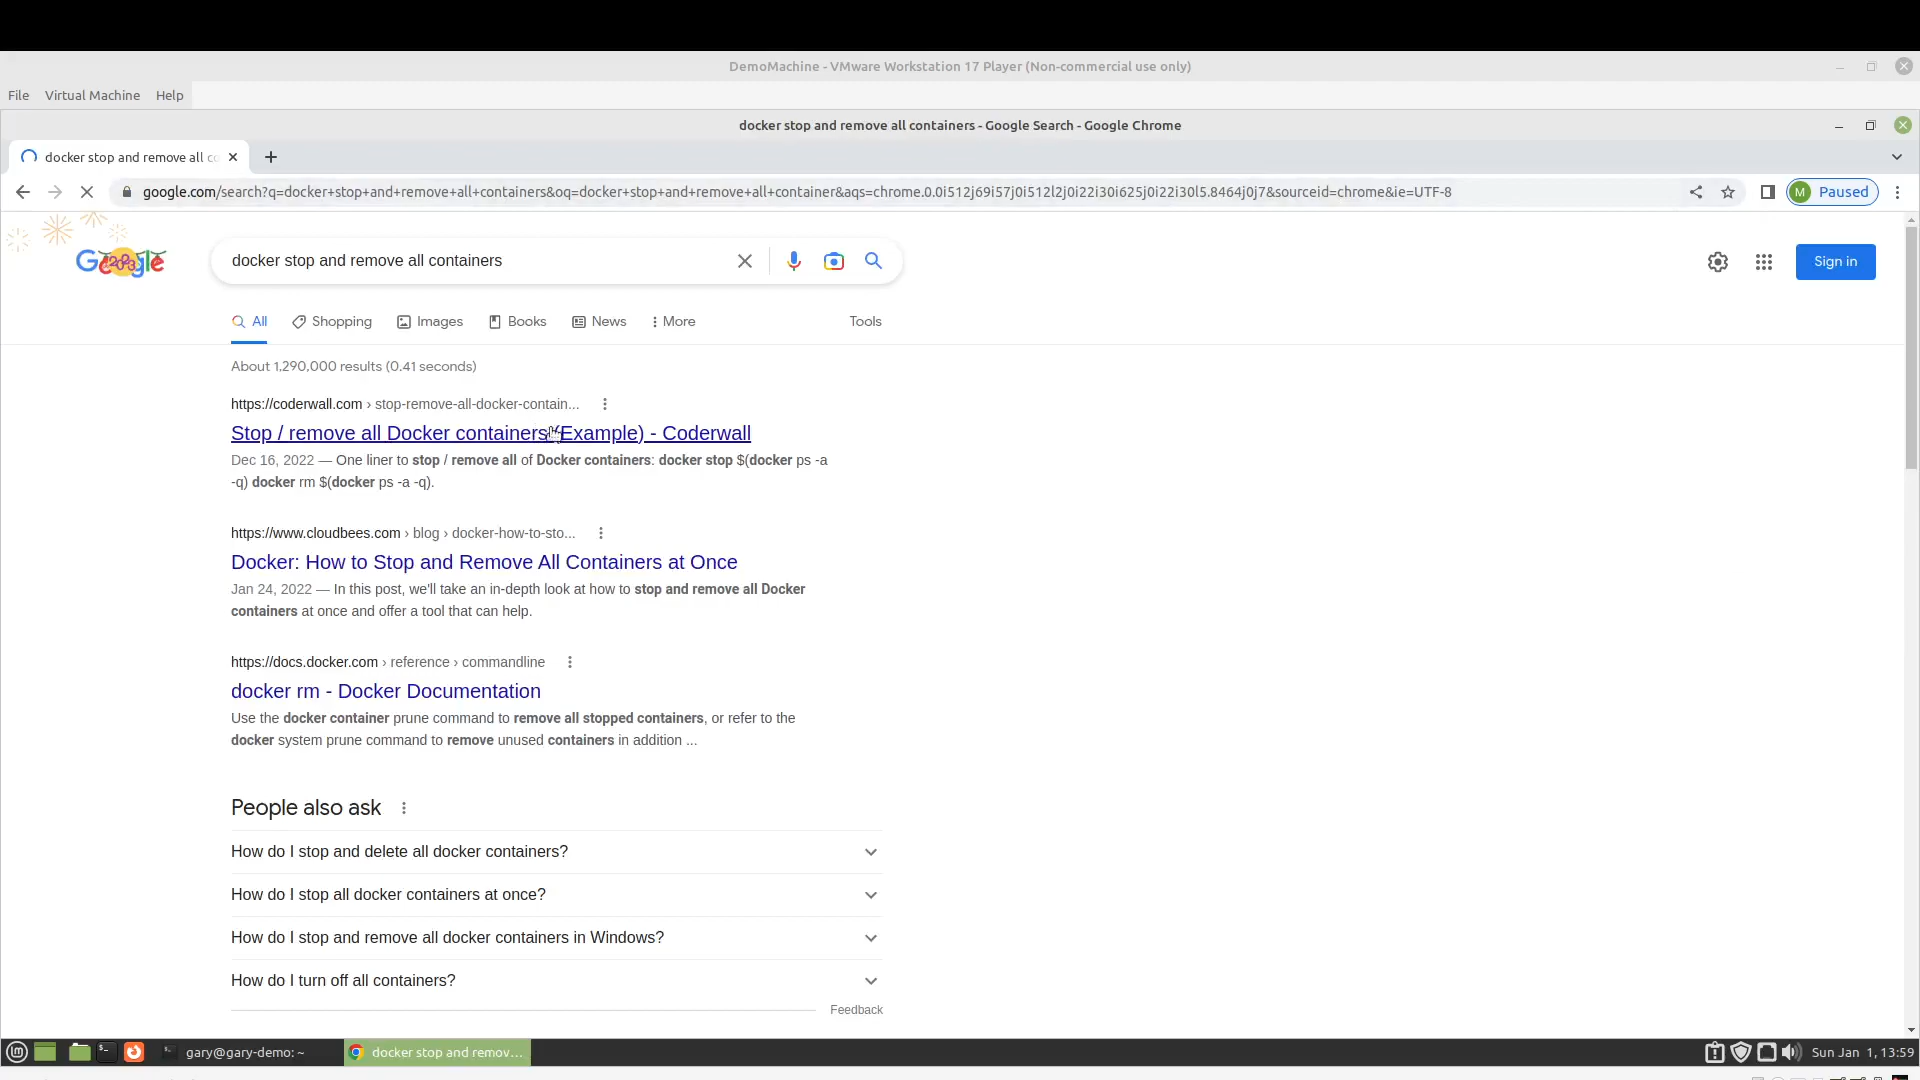 DemoMachine - VMware Workstation 17 Player (Non-commercial use only)
File Virtual Machine Help
docker stop and remove all containers - Google Search - Google Chrome
docker stop and remove all co
google.com/search?q=docker+stop+and+remove+all+containers&oq=docker+stop+and+remove+all+container&aqs=chrome.0.0i512j69i57j0i512l2j0i22i30i625j0i22i30l5.8464j0j7&sourceid=chrome&ie=UTF-8
M Paused
Google 2023
docker stop and remove all containers
Sign in
All Shopping Images Books News More Tools
About 1,290,000 results (0.41 seconds)
https://coderwall.com › stop-remove-all-docker-contain...
Stop / remove all Docker containers (Example) - Coderwall
Dec 16, 2022 — One liner to stop / remove all of Docker containers: docker stop $(docker ps -a
-q) docker rm $(docker ps -a -q).
https://www.cloudbees.com › blog › docker-how-to-sto...
Docker: How to Stop and Remove All Containers at Once
Jan 24, 2022 — In this post, we'll take an in-depth look at how to stop and remove all Docker
containers at once and offer a tool that can help.
https://docs.docker.com › reference › commandline
docker rm - Docker Documentation
Use the docker container prune command to remove all stopped containers, or refer to the
docker system prune command to remove unused containers in addition ...
People also ask
How do I stop and delete all docker containers?
How do I stop all docker containers at once?
How do I stop and remove all docker containers in Windows?
How do I turn off all containers?
Feedback
gary@gary-demo: ~
docker stop and remov...
Sun Jan 1, 13:59